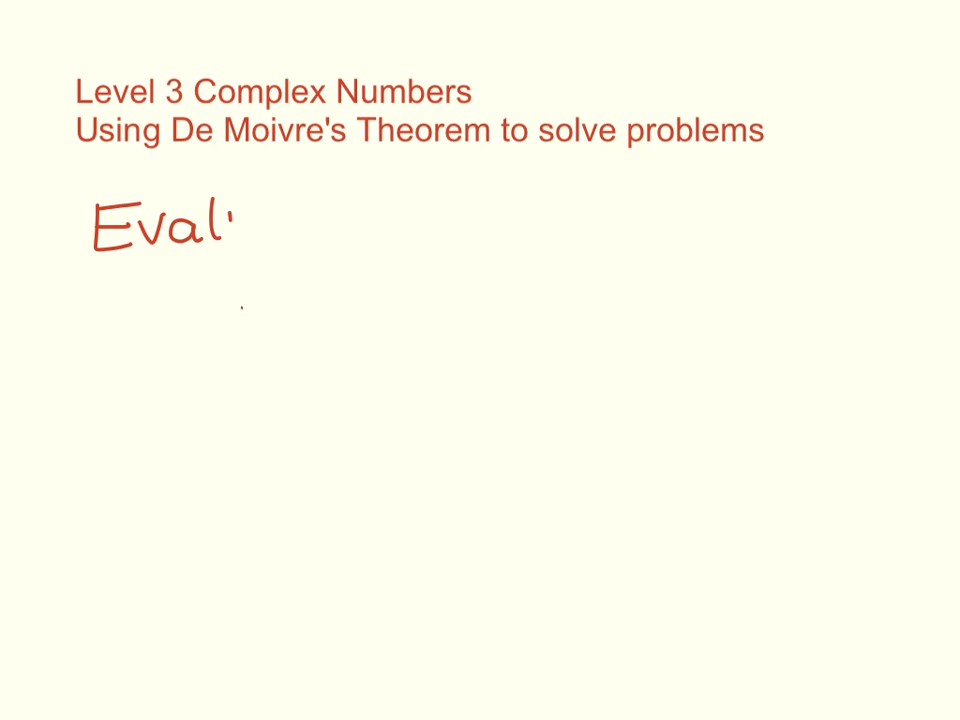 Level 3 Complex Numbers
Using De Moivre's Theorem to solve problems
Eval